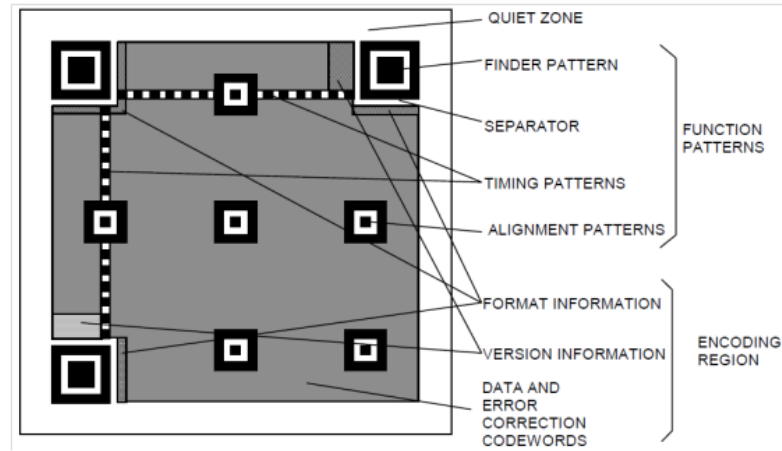 QUIET ZONE
FINDER PATTERN
SEPARATOR
FUNCTION
PATTERNS
TIMING PATTERNS
ALIGNMENT PATTERNS
FORMAT INFORMATION
VERSION INFORMATION
ENCODING
REGION
DATA AND
ERROR
CORRECTION
CODEWORDS